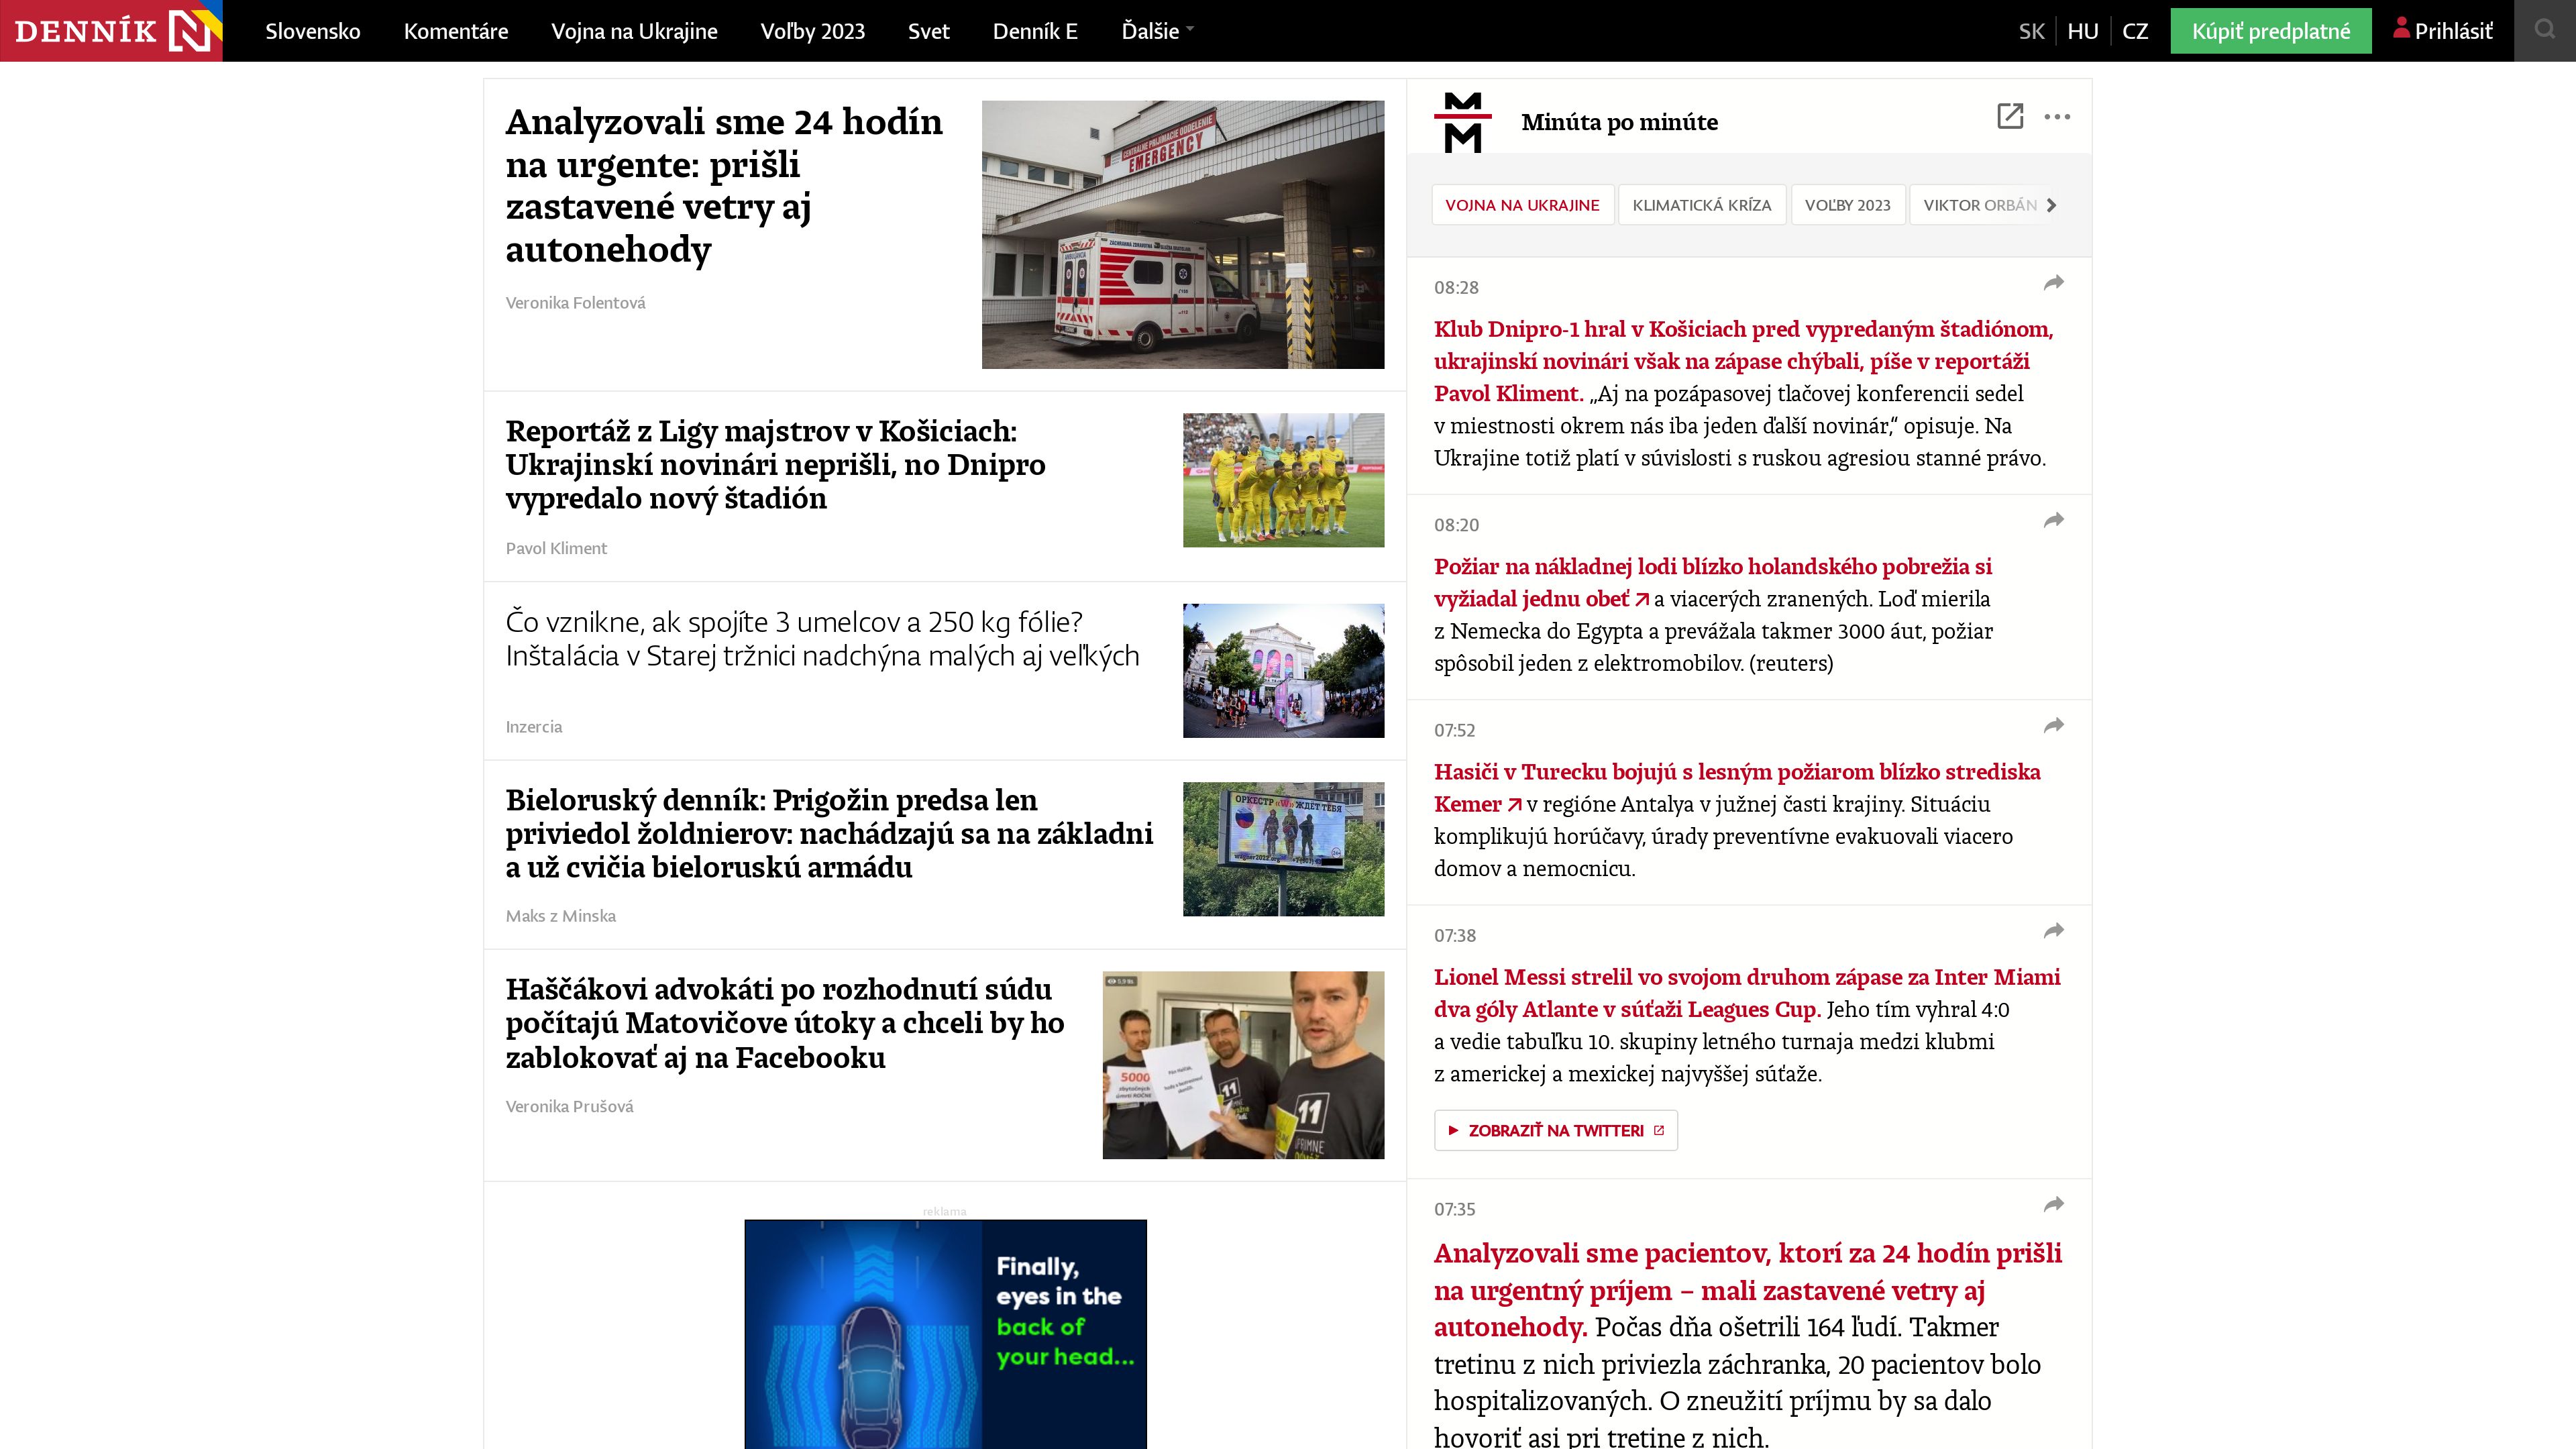 DENNÍK N
Slovensko
Komentáre
Vojna na Ukrajine
Voľby 2023
Svet
Denník E
Ďalšie
SK
HU
CZ
Kúpiť predplatné
Prihlásiť
Analyzovali sme 24 hodín
na urgente: prišli
zastavené vetry aj
autonehody
Veronika Folentová
CENTRÁLNE PRIJÍMACIE ODDELENIE
EMERGENCY
Reportáž z Ligy majstrov v Košiciach:
Ukrajinskí novinári neprišli, no Dnipro
vypredalo nový štadión
Pavol Kliment
Čo vznikne, ak spojíte 3 umelcov a 250 kg fólie?
Inštalácia v Starej tržnici nadchýna malých aj veľkých
Inzercia
Bieloruský denník: Prigožin predsa len
priviedol žoldnierov: nachádzajú sa na základni
a už cvičia bieloruskú armádu
Maks z Minska
ОРКЕСТР «W» ЖДЕТ ТЕБЯ
Haščákovi advokáti po rozhodnutí súdu
počítajú Matovičove útoky a chceli by ho
zablokovať aj na Facebooku
Veronika Prušová
5000
11
11
reklama
Finally,
eyes in the
back of
your head...
Minúta po minúte
VOJNA NA UKRAJINE
KLIMATICKÁ KRÍZA
VOĽBY 2023
VIKTOR ORBÁN
08:28
Klub Dnipro-1 hral v Košiciach pred vypredaným štadiónom,
ukrajinskí novinári však na zápase chýbali, píše v reportáži
Pavol Kliment. „Aj na pozápasovej tlačovej konferencii sedel
v miestnosti okrem nás iba jeden ďalší novinár,“ opisuje. Na
Ukrajine totiž platí v súvislosti s ruskou agresiou stanné právo.
08:20
Požiar na nákladnej lodi blízko holandského pobrežia si
vyžiadal jednu obeť a viacerých zranených. Loď mierila
z Nemecka do Egypta a prevážala takmer 3000 áut, požiar
spôsobil jeden z elektromobilov. (reuters)
07:52
Hasiči v Turecku bojujú s lesným požiarom blízko strediska
Kemer v regióne Antalya v južnej časti krajiny. Situáciu
komplikujú horúčavy, úrady preventívne evakuovali viacero
domov a nemocnicu.
07:38
Lionel Messi strelil vo svojom druhom zápase za Inter Miami
dva góly Atlante v súťaži Leagues Cup. Jeho tím vyhral 4:0
a vedie tabuľku 10. skupiny letného turnaja medzi klubmi
z americkej a mexickej najvyššej súťaže.
ZOBRAZIŤ NA TWITTERI
07:35
Analyzovali sme pacientov, ktorí za 24 hodín prišli
na urgentný príjem – mali zastavené vetry aj
autonehody. Počas dňa ošetrili 164 ľudí. Takmer
tretinu z nich priviezla záchranka, 20 pacientov bolo
hospitalizovaných. O zneužití príjmu by sa dalo
hovoriť asi pri tretine z nich.